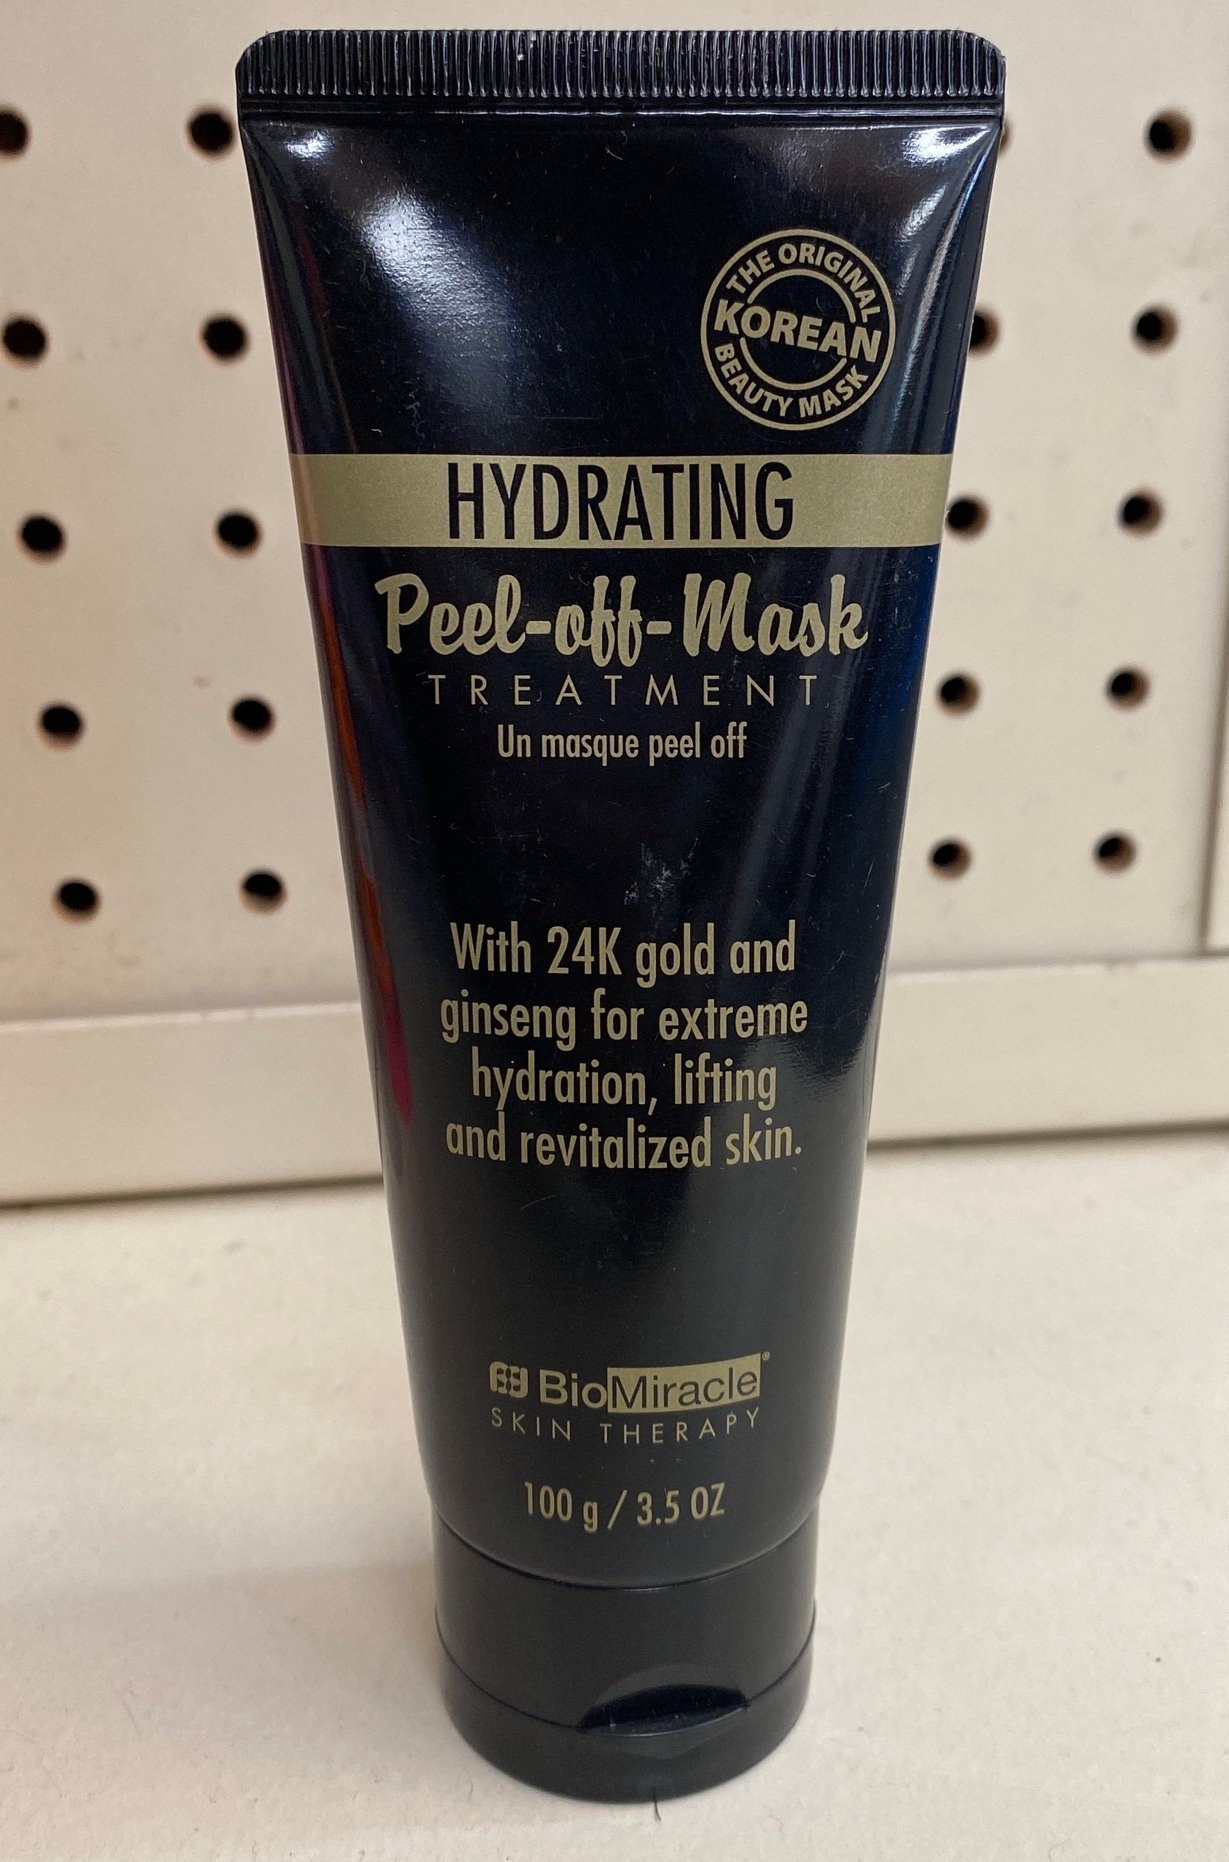 THE ORIGINAL
KOREAN
BEAUTY MASK
HYDRATING
Peel-off-Mask
TREATMENT
Un masque peel off
With 24K gold and
ginseng for extreme
hydration, lifting
and revitalized skin.
BioMiracle®
SKIN THERAPY
100 g / 3.5 OZ